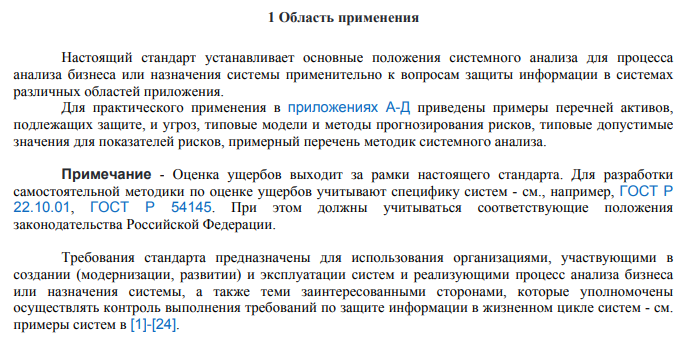 1 Область применения
Настоящий стандарт устанавливает основные положения системного анализа для процесса
анализа бизнеса или назначения системы применительно к вопросам защиты информации в системах
различных областей приложения.
Для практического применения в приложениях А-Д приведены примеры перечней активов,
подлежащих защите, и угроз, типовые модели и методы прогнозирования рисков, типовые допустимые
значения для показателей рисков, примерный перечень методик системного анализа.
Примечание - Оценка ущербов выходит за рамки настоящего стандарта. Для разработки
самостоятельной методики по оценке ущербов учитывают специфику систем - см., например, ГОСТ Р
22.10.01, ГОСТ Р 54145. При этом должны учитываться соответствующие положения
законодательства Российской Федерации.
Требования стандарта предназначены для использования организациями, участвующими в
создании (модернизации, развитии) и эксплуатации систем и реализующими процесс анализа бизнеса
или назначения системы, а также теми заинтересованными сторонами, которые уполномочены
осуществлять контроль выполнения требований по защите информации в жизненном цикле систем - см.
примеры систем в [1]-[24].